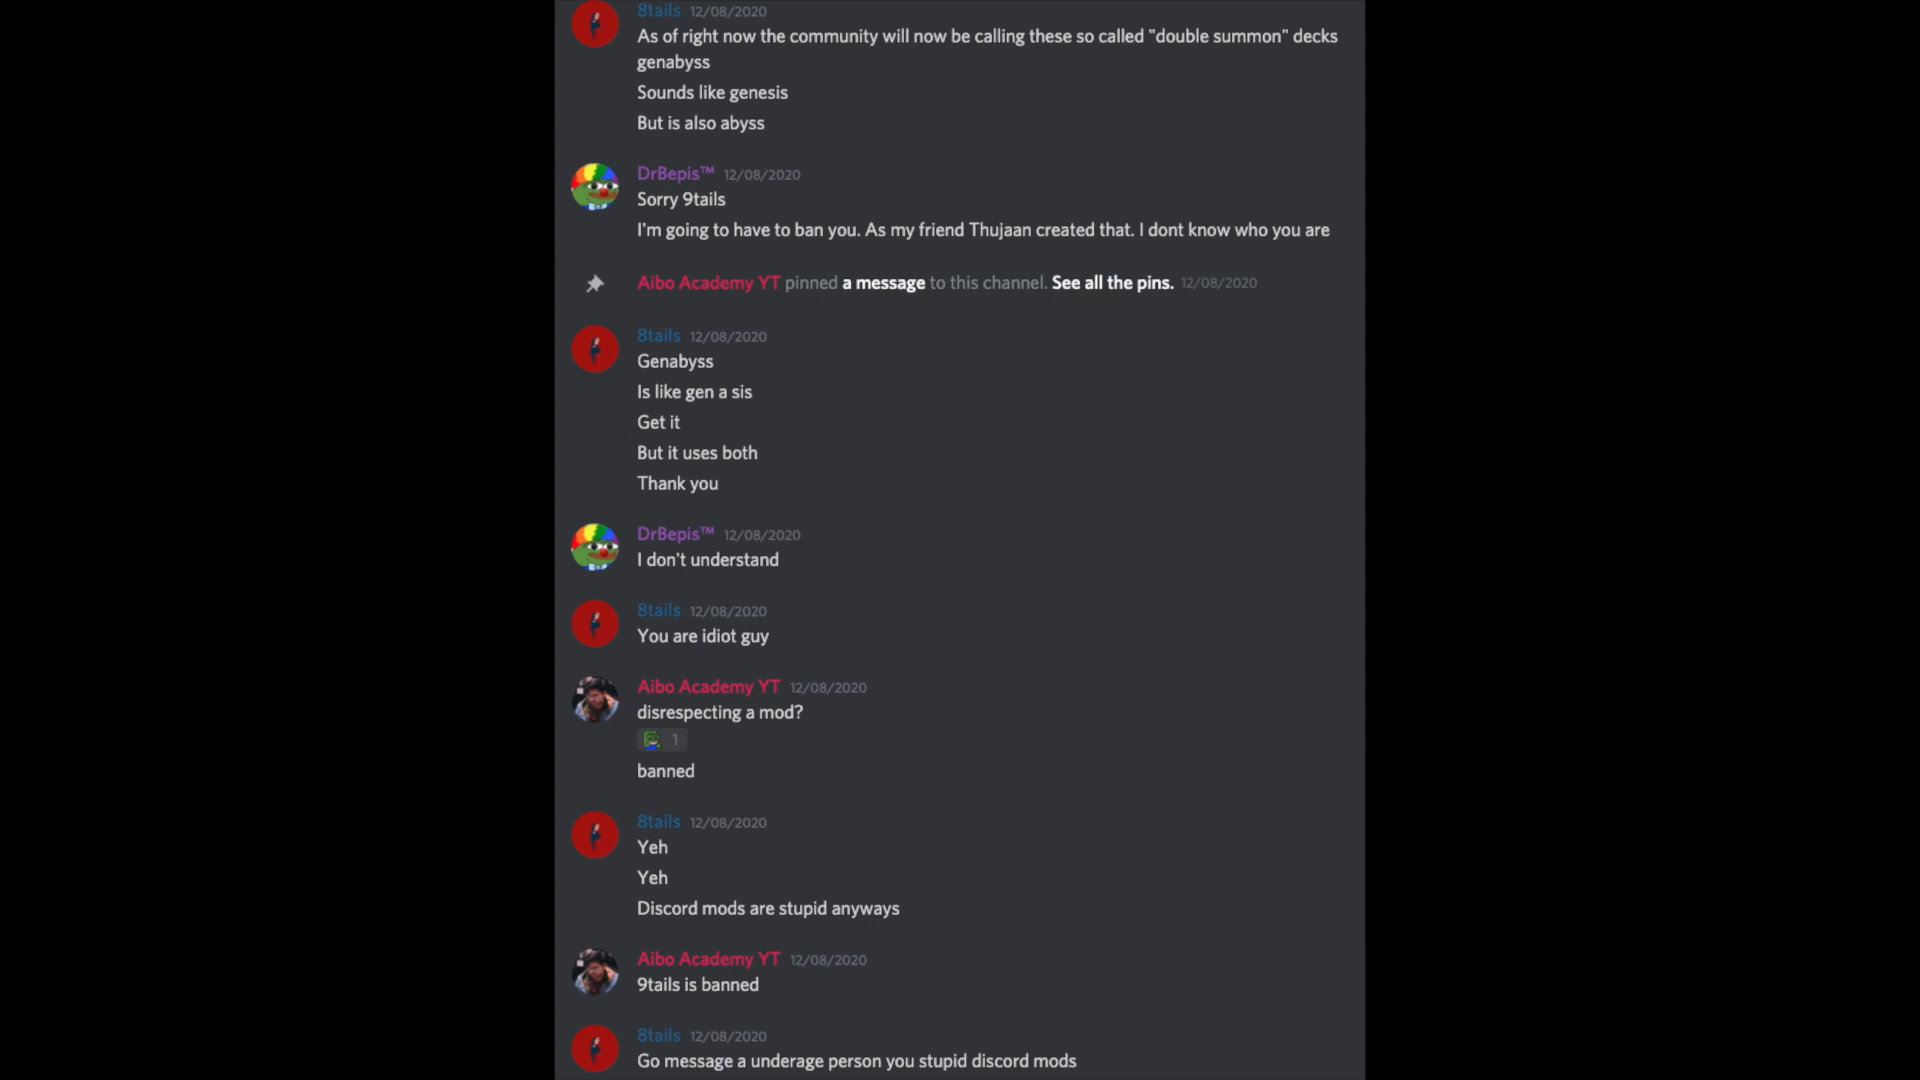 8tails 12/08/2020
As of right now the community will now be calling these so called "double summon" decks
genabyss
Sounds like genesis
But is also abyss
DrBepis™ 12/08/2020
Sorry 9tails
I'm going to have to ban you. As my friend Thujaan created that. I dont know who you are
Aibo Academy YT pinned a message to this channel. See all the pins. 12/08/2020
8tails 12/08/2020
Genabyss
Is like gen a sis
Get it
But it uses both
Thank you
DrBepis™ 12/08/2020
I don't understand
8tails 12/08/2020
You are idiot guy
Aibo Academy YT 12/08/2020
disrespecting a mod?
1
banned
8tails 12/08/2020
Yeh
Yeh
Discord mods are stupid anyways
Aibo Academy YT 12/08/2020
9tails is banned
8tails 12/08/2020
Go message a underage person you stupid discord mods